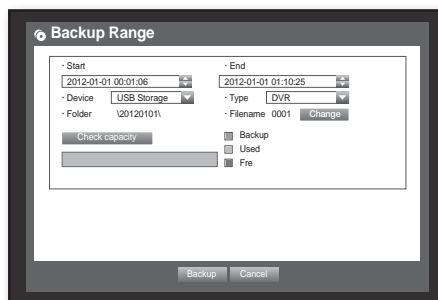 Backup Range
· Start
· End
2012-01-01 00:01:06
2012-01-01 01:10:25
· Device USB Storage
· Type DVR
· Folder \20120101\
· Filename 0001 Change
Check capacity
Backup
Used
Fre
Backup Cancel